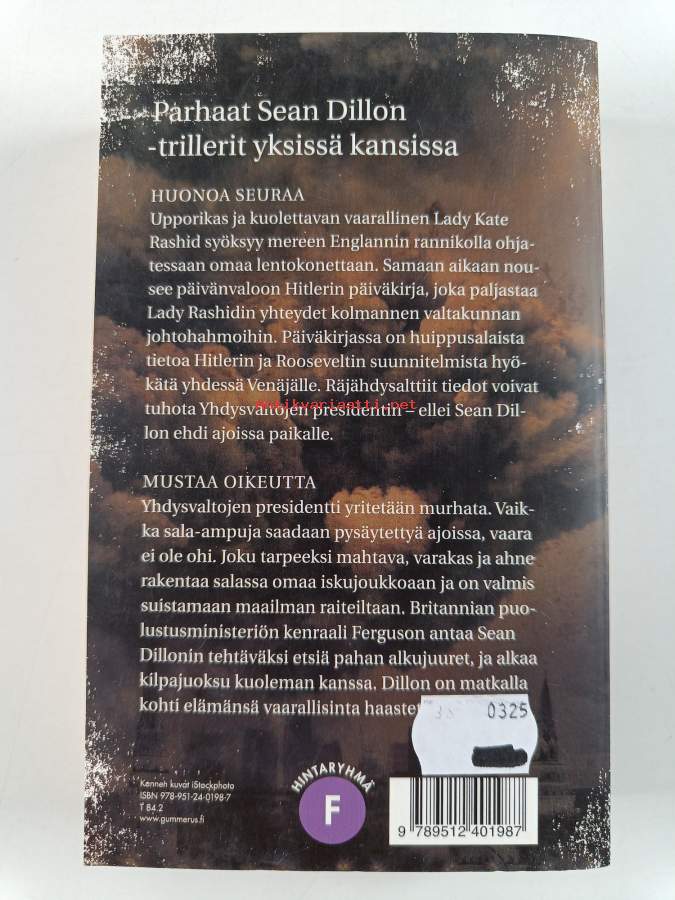 Parhaat Sean Dillon
-trillerit yksissä kansissa
HUONOA SEURAA
Upporikas ja kuolettavan vaarallinen Lady Kate
Rashid syöksyy mereen Englannin rannikolla ohja-
tessaan omaa lentokonettaan. Samaan aikaan nou-
see päivänvaloon Hitlerin päiväkirja, joka paljastaa
Lady Rashidin yhteydet kolmannen valtakunnan
johtohahmoihin. Päiväkirjassa on huippusalaista
tietoa Hitlerin ja Rooseveltin suunnitelmista hyö-
kätä yhdessä Venäjälle. Räjähdysalttiit tiedot voivat
antikvariaatti.net
tuhota Yhdysvaltojen presidentin – ellei Sean Dil-
lon ehdi ajoissa paikalle.
MUSTAA OIKEUTTA
Yhdysvaltojen presidentti yritetään murhata. Vaik-
ka sala-ampuja saadaan pysäytettyä ajoissa, vaara
ei ole ohi. Joku tarpeeksi mahtava, varakas ja ahne
rakentaa salassa omaa iskujoukkoaan ja on valmis
suistamaan maailman raiteiltaan. Britannian puo-
lustusministeriön kenraali Ferguson antaa Sean
Dillonin tehtäväksi etsiä pahan alkujuuret, ja alkaa
kilpajuoksu kuoleman kanssa. Dillon on matkalla
kohti elämänsä vaarallisinta haastet
0325
Kanneh kuvat iStockphoto
ISBN 978-951-24-0198-7
T 84.2
www.gummerus.fi
HINTARYHMÄ
F
9 789512 401987